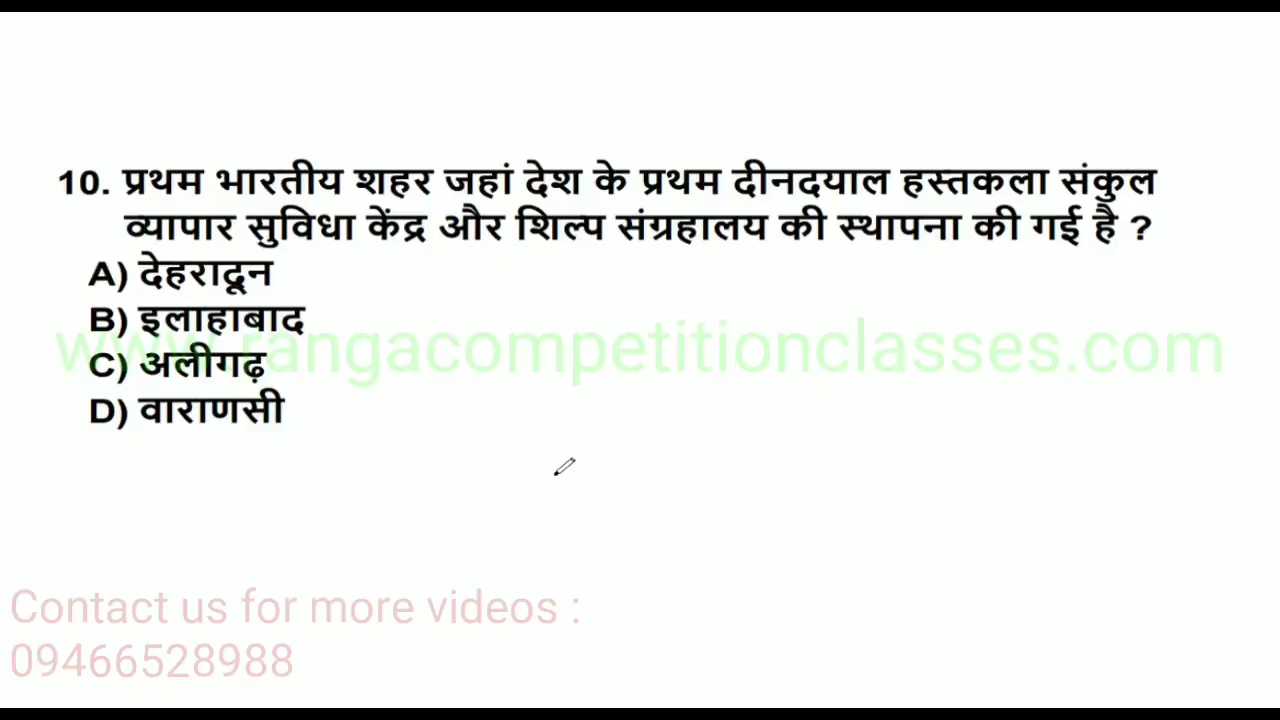 10. प्रथम भारतीय शहर जहां देश के प्रथम दीनदयाल हस्तकला संकुल
व्यापार सुविधा केंद्र और शिल्प संग्रहालय की स्थापना की गई है ?
A) देहरादून
B) इलाहाबाद
www.rangacompetitionclasses.com
C) अलीगढ़
D) वाराणसी
Contact us for more videos :
09466528988